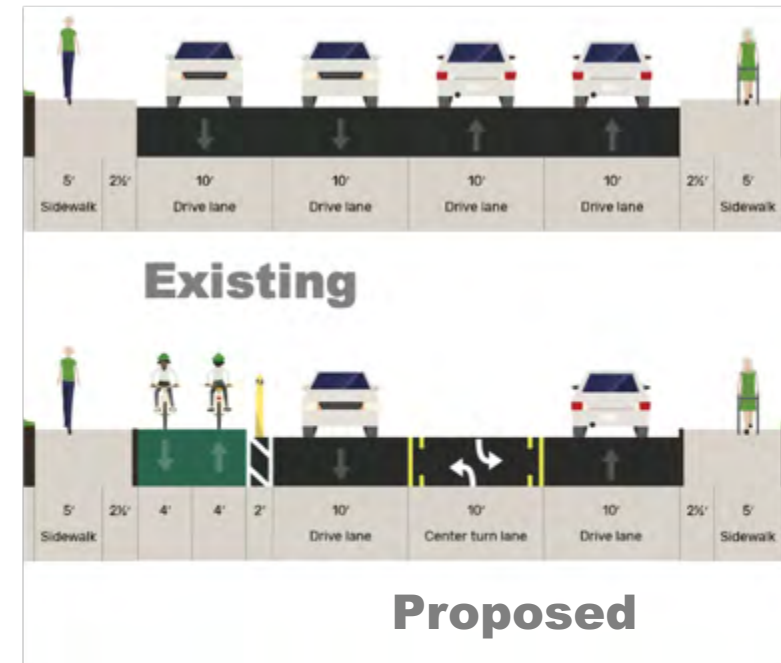 5' 2½' 10' 10' 10' 10' 2½' 5'
Sidewalk Drive lane Drive lane Drive lane Drive lane Sidewalk
Existing
5' 2½' 4' 4' 2' 10' 10' 10' 2½' 5'
Sidewalk Drive lane Center turn lane Drive lane Sidewalk
Proposed